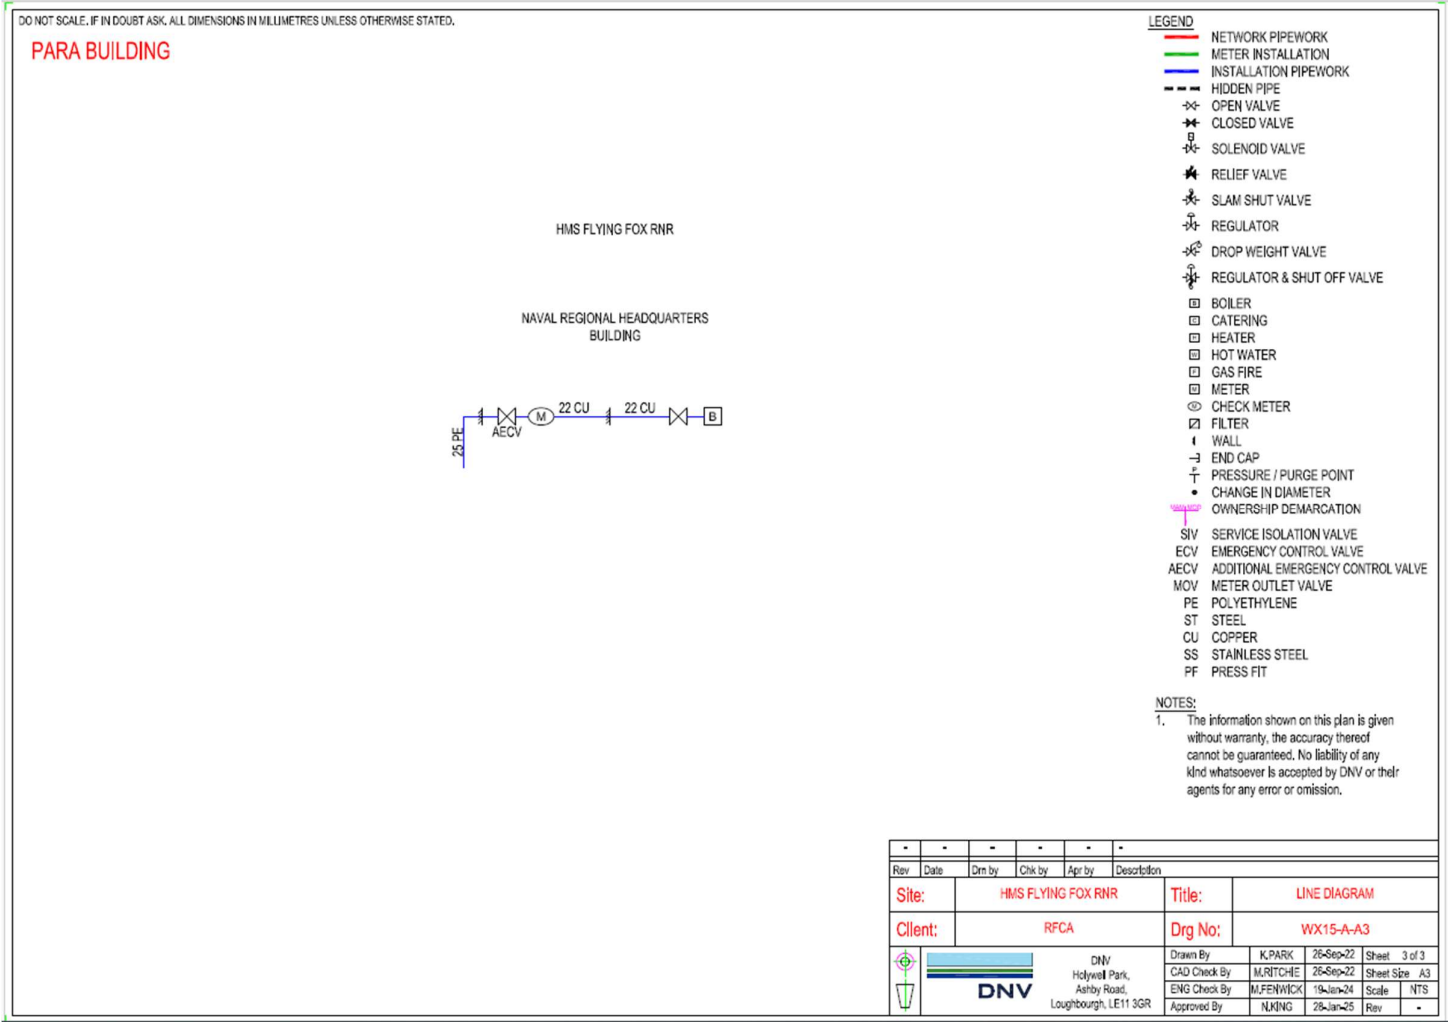 DO NOT SCALE. IF IN DOUBT ASK. ALL DIMENSIONS IN MILLIMETRES UNLESS OTHERWISE STATED.
PARA BUILDING
HMS FLYING FOX RNR
NAVAL REGIONAL HEADQUARTERS
BUILDING
25 PE
AECV
M
22 CU
22 CU
B
LEGEND
NETWORK PIPEWORK
METER INSTALLATION
INSTALLATION PIPEWORK
HIDDEN PIPE
OPEN VALVE
CLOSED VALVE
SOLENOID VALVE
RELIEF VALVE
SLAM SHUT VALVE
REGULATOR
DROP WEIGHT VALVE
REGULATOR & SHUT OFF VALVE
B BOILER
C CATERING
H HEATER
W HOT WATER
F GAS FIRE
M METER
M CHECK METER
FILTER
WALL
END CAP
P PRESSURE / PURGE POINT
CHANGE IN DIAMETER
OWNERSHIP DEMARCATION
SIV SERVICE ISOLATION VALVE
ECV EMERGENCY CONTROL VALVE
AECV ADDITIONAL EMERGENCY CONTROL VALVE
MOV METER OUTLET VALVE
PE POLYETHYLENE
ST STEEL
CU COPPER
SS STAINLESS STEEL
PF PRESS FIT
NOTES:
1. The information shown on this plan is given
without warranty, the accuracy thereof
cannot be guaranteed. No liability of any
kind whatsoever is accepted by DNV or their
agents for any error or omission.
- - - - - -
Rev Date Drn by Chk by Apr by Description
Site: HMS FLYING FOX RNR Title: LINE DIAGRAM
Client: RFCA Drg No: WX15-A-A3
DNV
DNV
Holywell Park,
Ashby Road,
Loughbourgh, LE11 3GR
Drawn By K.PARK 26-Sep-22 Sheet 3 of 3
CAD Check By M.RITCHIE 26-Sep-22 Sheet Size A3
ENG Check By M.FENWICK 19-Jan-24 Scale NTS
Approved By N.KING 28-Jan-25 Rev -